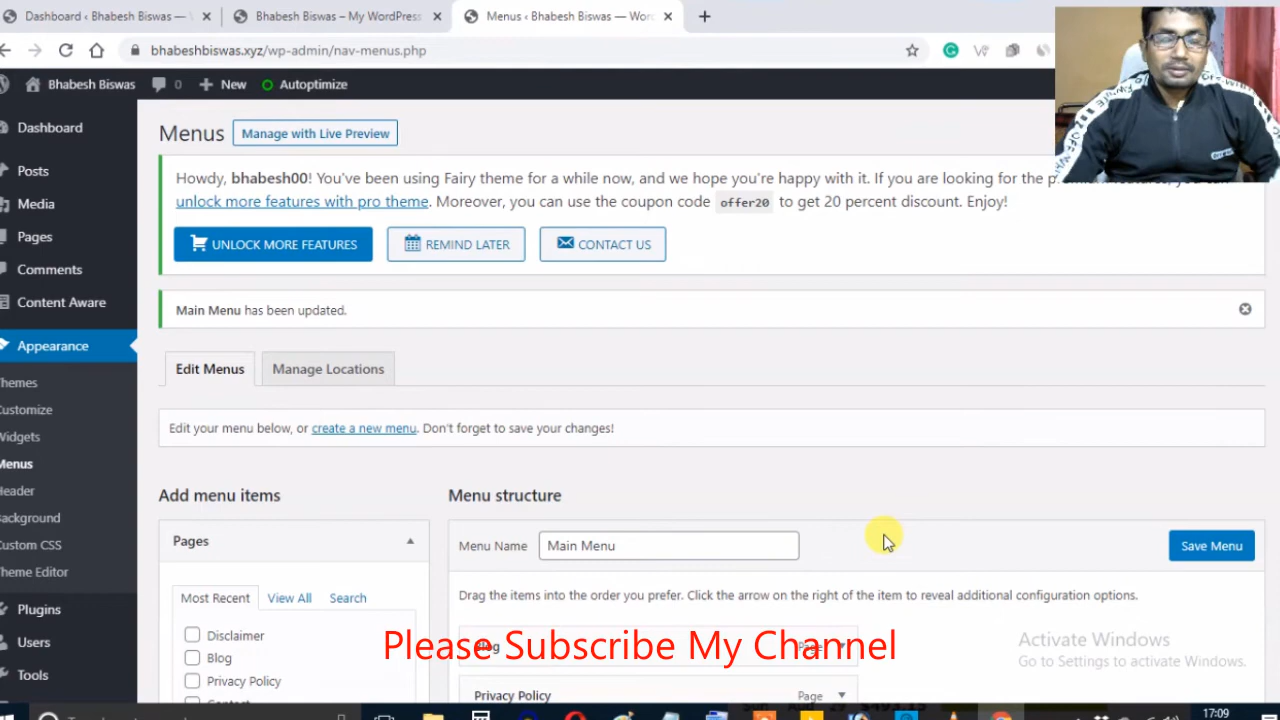 Dashboard ‹ Bhabesh Biswas —
Bhabesh Biswas – My WordPress
Menus ‹ Bhabesh Biswas — Wor
bhabeshbiswas.xyz/wp-admin/nav-menus.php
Bhabesh Biswas
0
New
Autoptimize
Dashboard
Posts
Media
Pages
Comments
Content Aware
Appearance
hemes
ustomize
Widgets
Menus
eader
ackground
ustom CSS
heme Editor
Plugins
Users
Tools
Menus
Manage with Live Preview
Howdy, bhabesh00! You've been using Fairy theme for a while now, and we hope you're happy with it. If you are looking for the
unlock more features with pro theme. Moreover, you can use the coupon code offer20 to get 20 percent discount. Enjoy!
UNLOCK MORE FEATURES
REMIND LATER
CONTACT US
Main Menu has been updated.
Edit Menus
Manage Locations
Edit your menu below, or create a new menu. Don't forget to save your changes!
Add menu items
Pages
Most Recent
View All
Search
Disclaimer
Blog
Privacy Policy
Menu structure
Menu Name
Main Menu
Save Menu
Drag the items into the order you prefer. Click the arrow on the right of the item to reveal additional configuration options.
Blog
Page
Please Subscribe My Channel
Privacy Policy
Page
Activate Windows
Go to Settings to activate Windows.
17:09